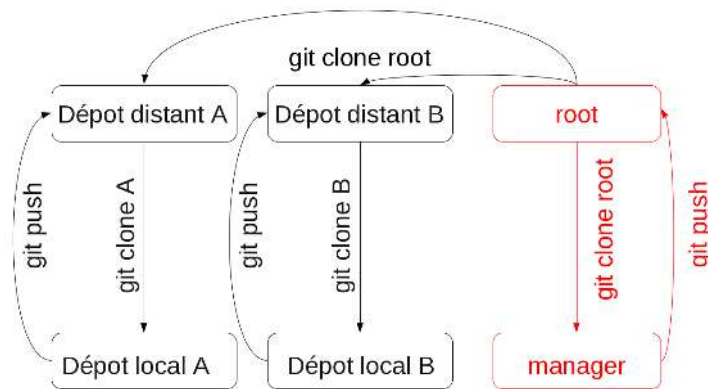 git clone root
Dépot distant A
Dépot distant B
root
git push
git clone A
git push
git clone B
git clone root
git push
Dépot local A
Dépot local B
manager